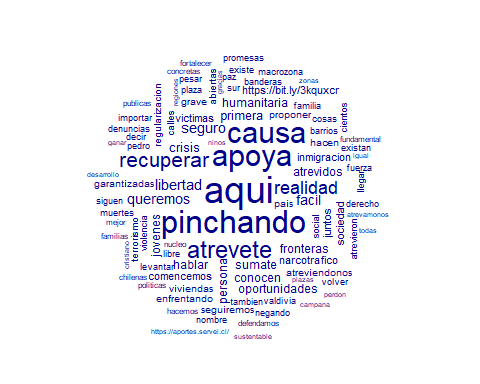 fortalecer
promesas
concretas
pesar
existe
macrozona
regiones
plaza
gracias
paz
banderas
zonas
abiertas
sur
https://bit.ly/3kquxcr
publicas
regularizacion
grave
humanitaria
familia
importar
calles
victimas
primera
proponer
cientos
denuncias
seguro
causa
cosas
decir
barrios
fundamental
ganar
pedro
crisis
niños
hacen
existan
recuperar
apoya
inmigracion
igual
desarrollo
atrevidos
fuerza
garantizadas
libertad
aqui
realidad
llegar
siguen
queremos
pais
facil
derecho
muertes
pinchando
social
juntos
sociedad
atrevamonos
mejor
jovenes
atrevieron
todas
familias
terrorismo
violencia
nucleo
atrevete
fronteras
cristiano
libre
narcotrafico
levantar
hablar
persona
sumate
atreviendonos
chilenas
comencemos
conocen
plazas
volver
politicas
viviendas
oportunidades
perdon
enfrentando
tambien
valdivia
campana
hacemos
seguiremos
negando
nombre
defendamos
https://aportes.servel.cl/
sustentable